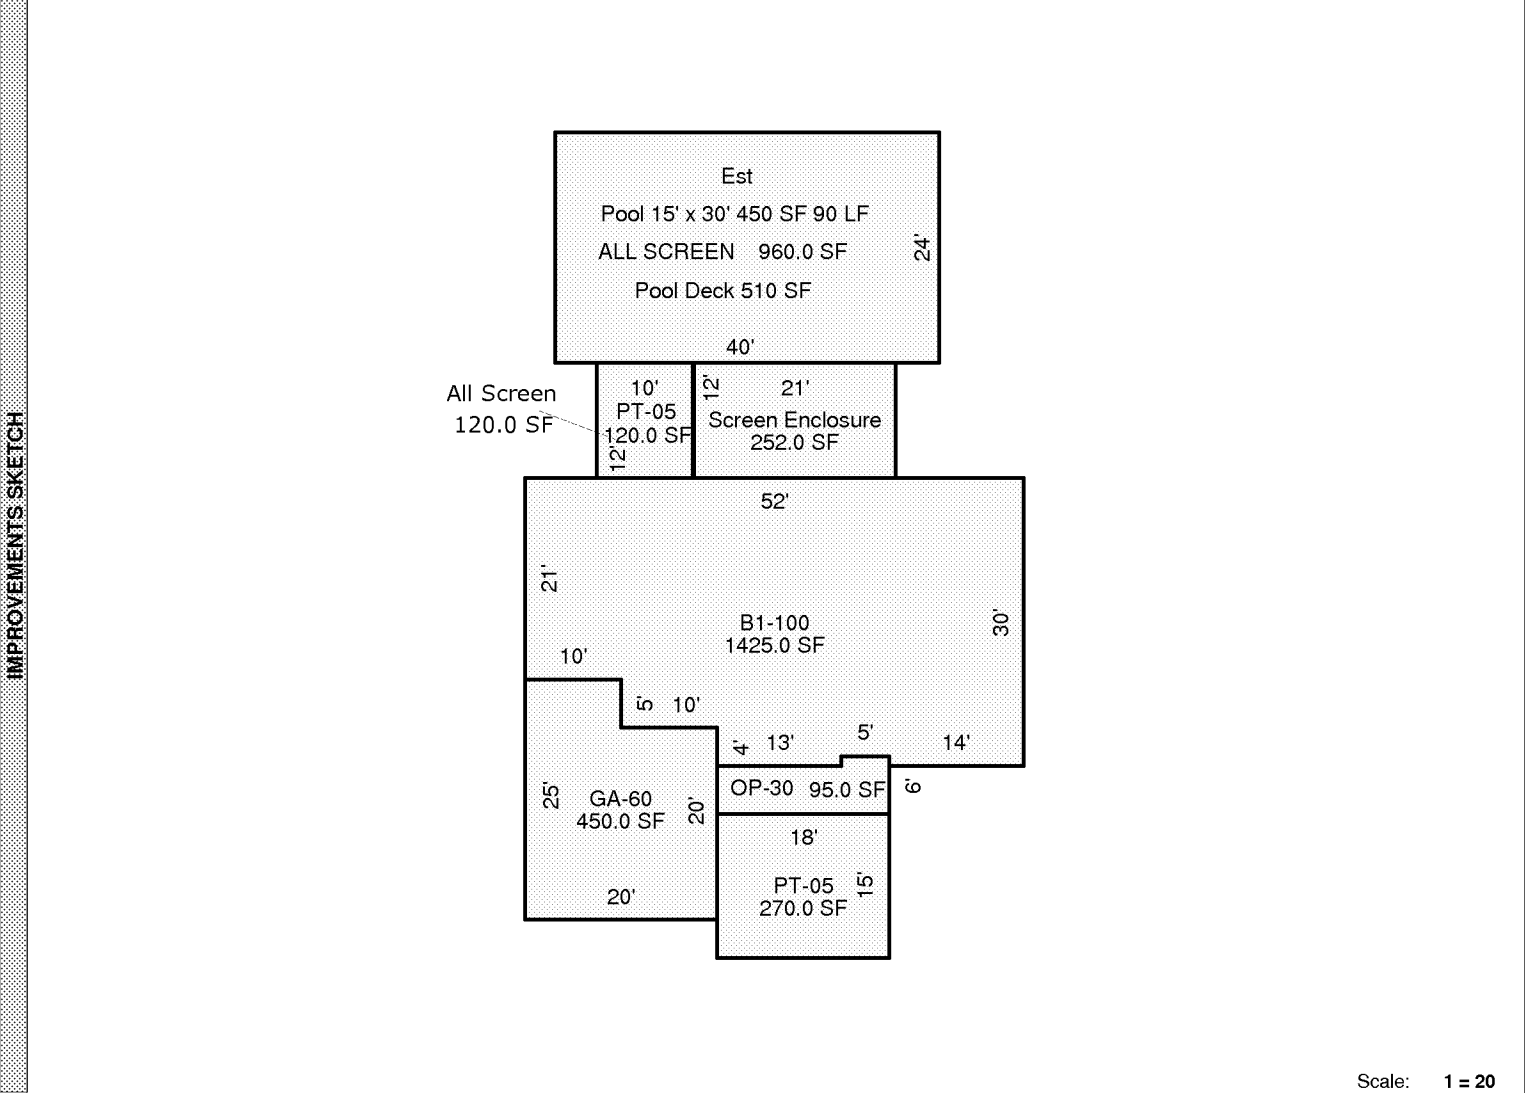 IMPROVEMENTS SKETCH
Est
Pool 15' x 30' 450 SF 90 LF
ALL SCREEN 960.0 SF
Pool Deck 510 SF
24'
40'
All Screen
120.0 SF
10'
PT-05
120.0 SF
12'
12'
21'
Screen Enclosure
252.0 SF
52'
21'
B1-100
1425.0 SF
30'
10'
5'
10'
4'
13'
5'
14'
OP-30 95.0 SF
6'
25'
GA-60
450.0 SF
20'
20'
18'
PT-05
270.0 SF
15'
Scale: 1 = 20